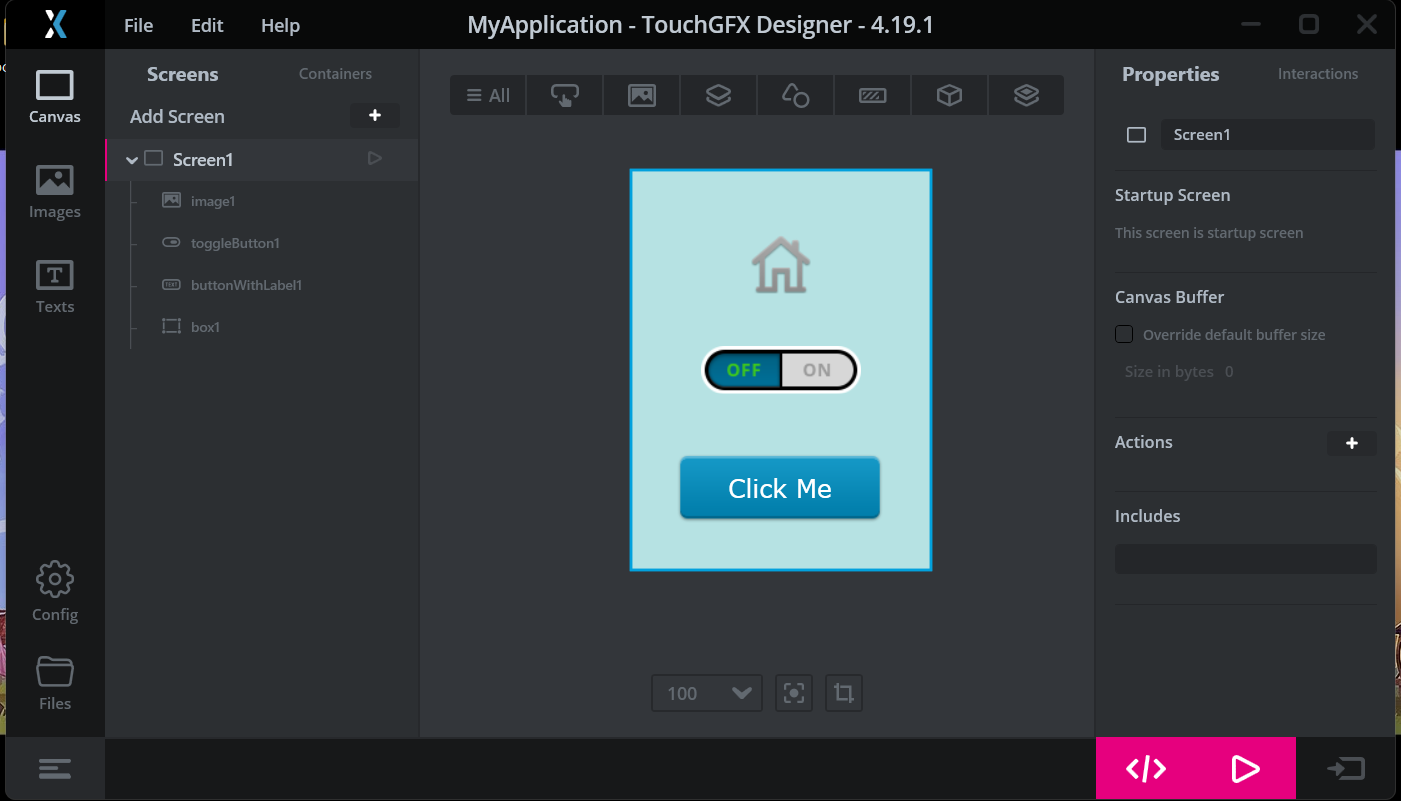 File Edit Help MyApplication - TouchGFX Designer - 4.19.1
Canvas
Images
Texts
Config
Files
Screens Containers
Add Screen
Screen1
image1
toggleButton1
TEXT buttonWithLabel1
box1
All
OFF ON
Click Me
100
Properties Interactions
Screen1
Startup Screen
This screen is startup screen
Canvas Buffer
Override default buffer size
Size in bytes 0
Actions
Includes